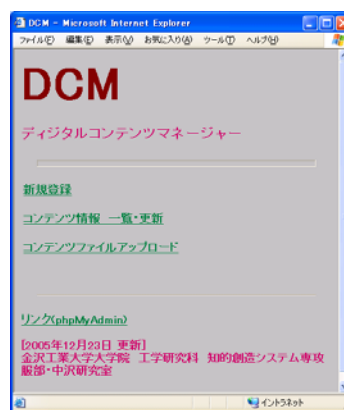 DCM - Microsoft Internet Explorer
ファイル(F) 編集(E) 表示(V) お気に入り(A) ツール(T) ヘルプ(H)
DCM
ディジタルコンテンツマネージャー
新規登録
コンテンツ情報 一覧・更新
コンテンツファイルアップロード
リンク(phpMyAdmin)
[2005年12月23日 更新]
金沢工業大学大学院 工学研究科 知的創造システム専攻
服部・中沢研究室
イントラネット